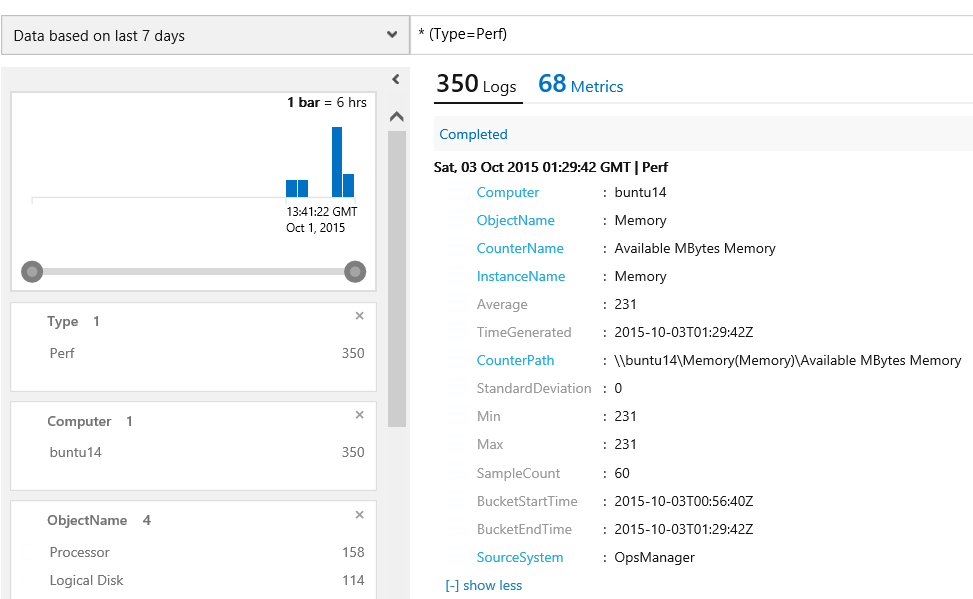 Data based on last 7 days
* (Type=Perf)
1 bar = 6 hrs
13:41:22 GMT
Oct 1, 2015
Type 1
Perf 350
Computer 1
buntu14 350
ObjectName 4
Processor 158
Logical Disk 114
350 Logs 68 Metrics
Completed
Sat, 03 Oct 2015 01:29:42 GMT | Perf
Computer : buntu14
ObjectName : Memory
CounterName : Available MBytes Memory
InstanceName : Memory
Average : 231
TimeGenerated : 2015-10-03T01:29:42Z
CounterPath : \\buntu14\Memory(Memory)\Available MBytes Memory
StandardDeviation : 0
Min : 231
Max : 231
SampleCount : 60
BucketStartTime : 2015-10-03T00:56:40Z
BucketEndTime : 2015-10-03T01:29:42Z
SourceSystem : OpsManager
[-] show less